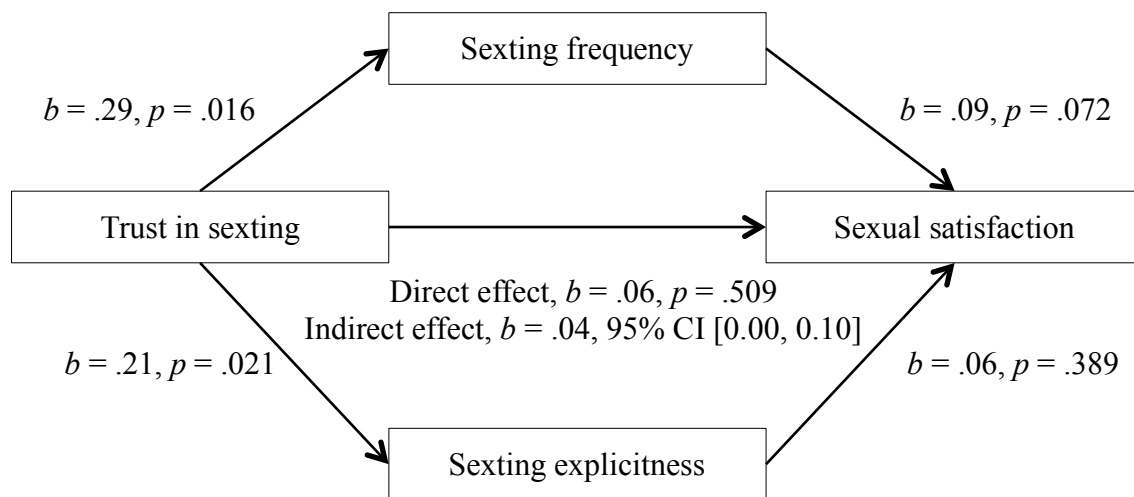 Sexting frequency
b = .29, p = .016
b = .09, p = .072
Trust in sexting
Sexual satisfaction
Direct effect, b = .06, p = .509
Indirect effect, b = .04, 95% CI [0.00, 0.10]
b = .21, p = .021
b = .06, p = .389
Sexting explicitness